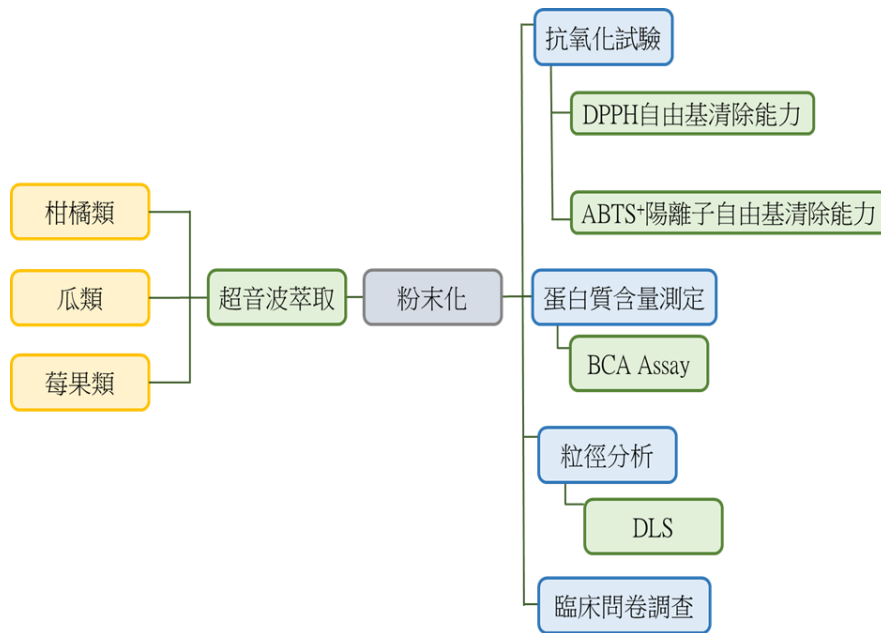 柑橘類
瓜類
莓果類
超音波萃取
粉末化
抗氧化試驗
DPPH自由基清除能力
ABTS⁺陽離子自由基清除能力
蛋白質含量測定
BCA Assay
粒徑分析
DLS
臨床問卷調查